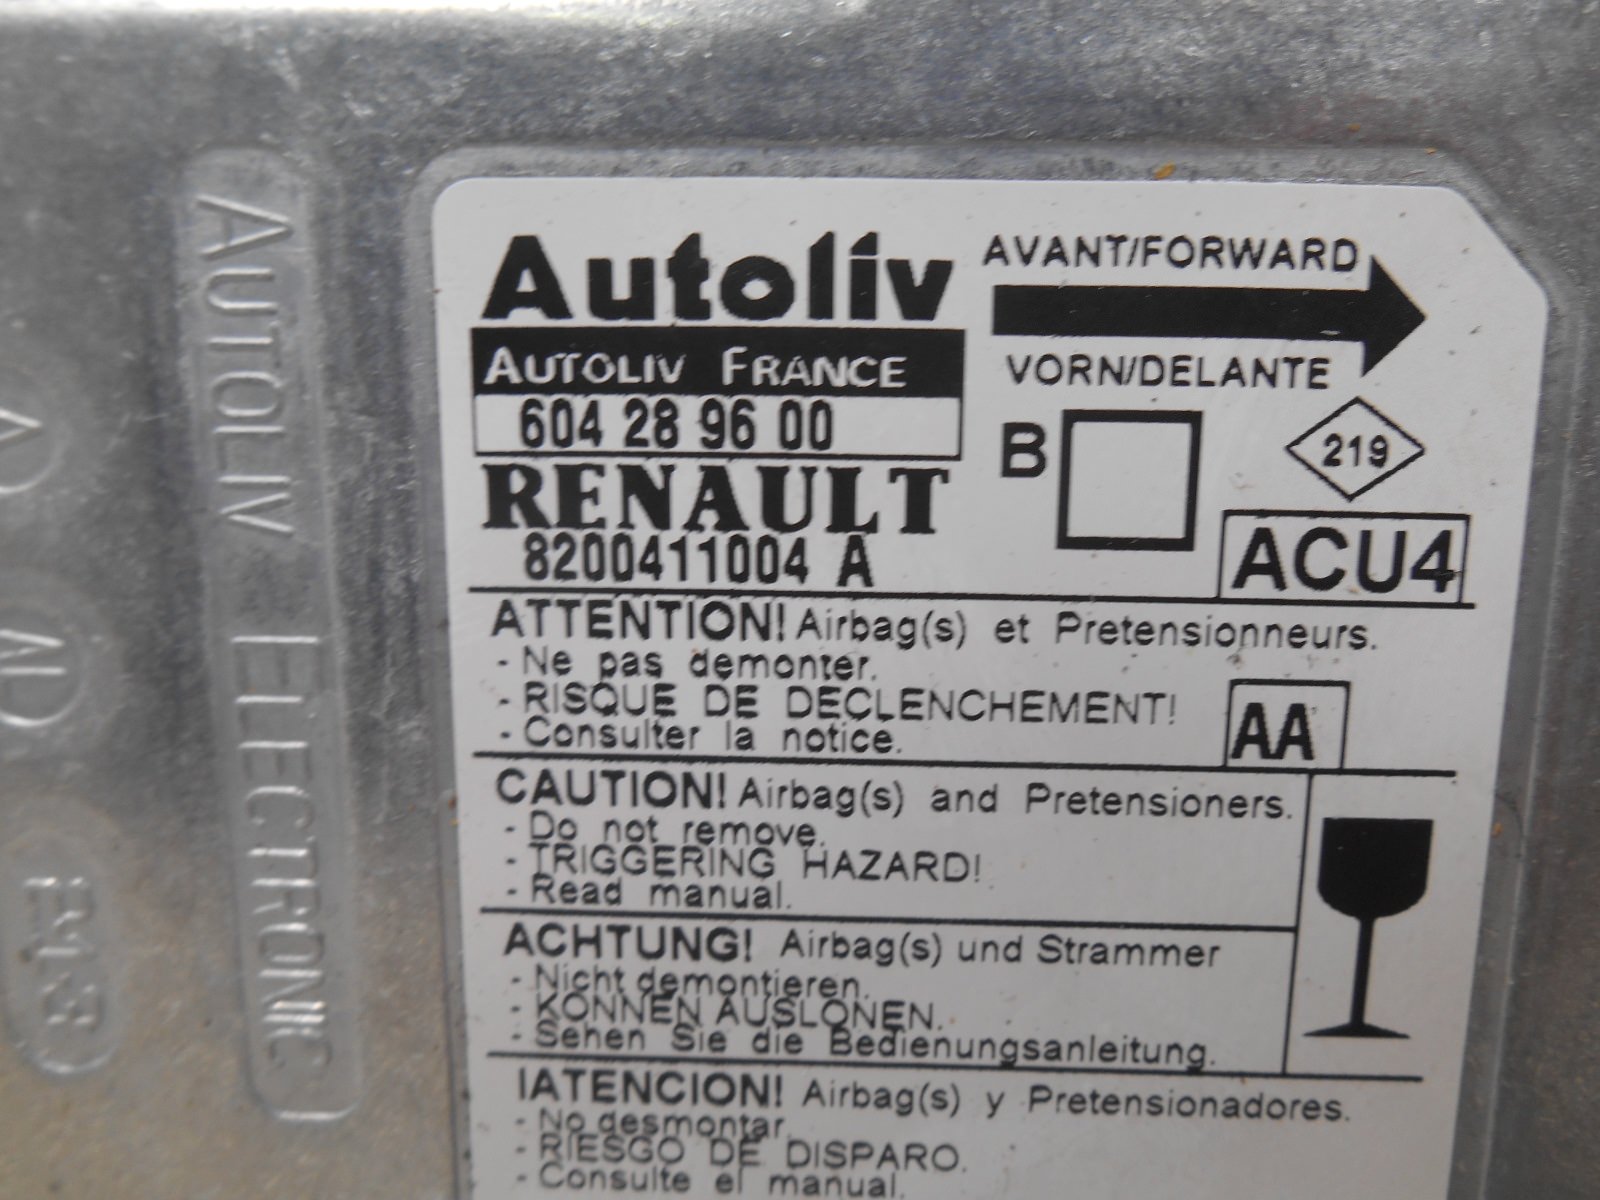 Autoliv
AUTOLIV FRANCE
604 28 96 00
RENAULT
8200411004 A
AVANT/FORWARD
VORN/DELANTE
B
219
ACU4
ATTENTION! Airbag(s) et Pretensionneurs.
- Ne pas demonter.
- RISQUE DE DECLENCHEMENT!
- Consulter la notice.
AA
CAUTION! Airbag(s) and Pretensioners.
- Do not remove.
- TRIGGERING HAZARD!
- Read manual.
ACHTUNG! Airbag(s) und Strammer
- Nicht demontieren.
- KONNEN AUSLONEN.
- Sehen Sie die Bedienungsanleitung.
IATENCION! Airbag(s) y Pretensionadores.
- No desmontar.
- RIESGO DE DISPARO.
- Consulte el manual.
AUTOLIV ELECTRONIC